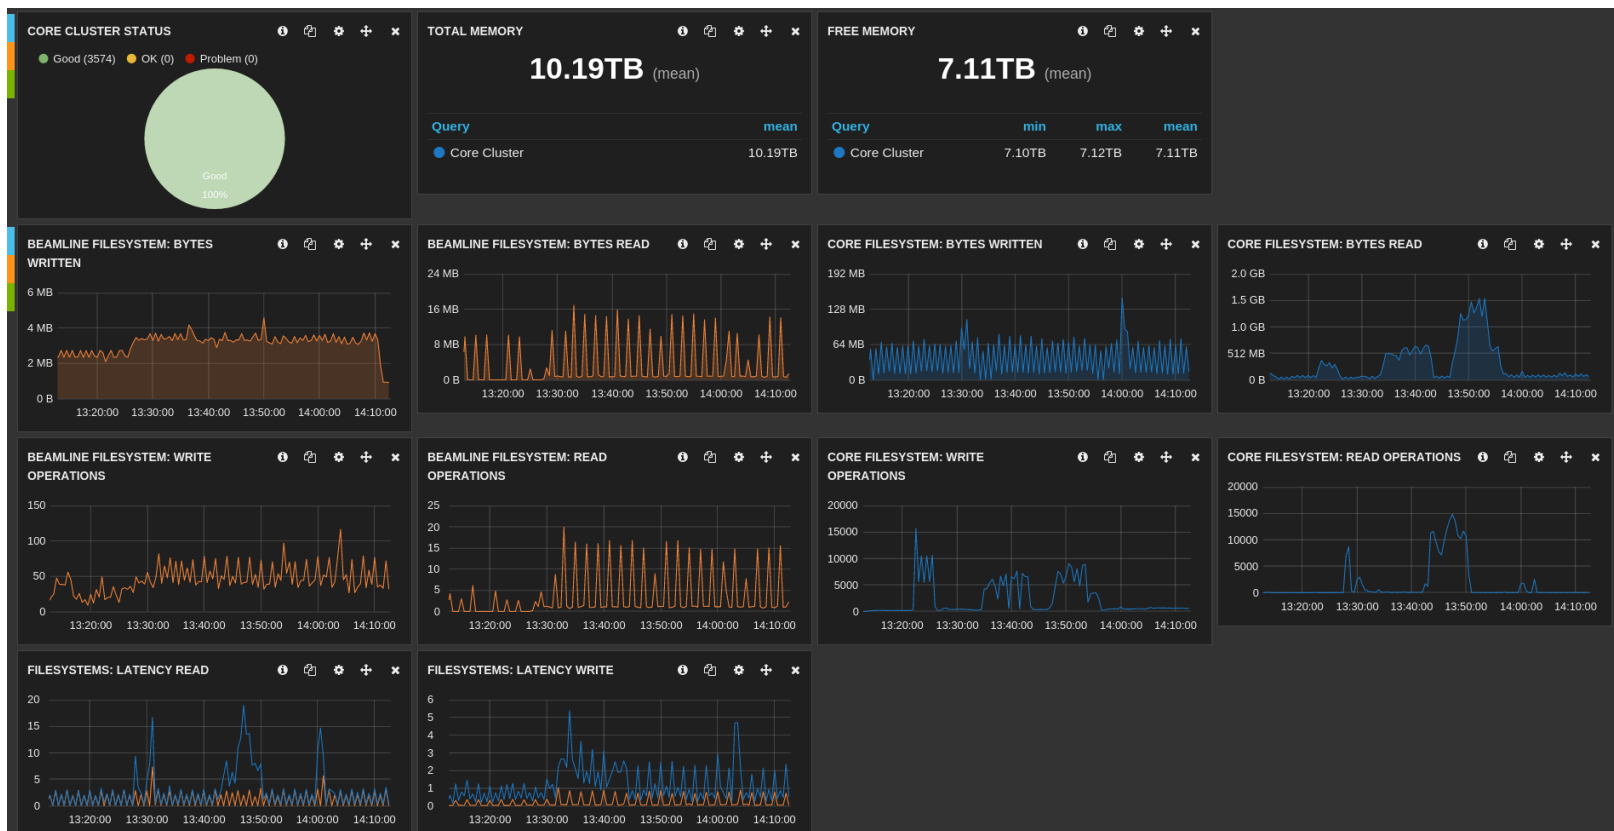 CORE CLUSTER STATUS
Good (3574) OK (0) Problem (0)
Good
100%
TOTAL MEMORY
10.19TB (mean)
Query mean
Core Cluster 10.19TB
FREE MEMORY
7.11TB (mean)
Query min max mean
Core Cluster 7.10TB 7.12TB 7.11TB
BEAMLINE FILESYSTEM: BYTES
WRITTEN
6 MB
4 MB
2 MB
0 B
13:20:00 13:30:00 13:40:00 13:50:00 14:00:00 14:10:00
BEAMLINE FILESYSTEM: BYTES READ
24 MB
16 MB
8 MB
0 B
13:20:00 13:30:00 13:40:00 13:50:00 14:00:00 14:10:00
CORE FILESYSTEM: BYTES WRITTEN
192 MB
128 MB
64 MB
0 B
13:20:00 13:30:00 13:40:00 13:50:00 14:00:00 14:10:00
CORE FILESYSTEM: BYTES READ
2.0 GB
1.5 GB
1.0 GB
512 MB
0 B
13:20:00 13:30:00 13:40:00 13:50:00 14:00:00 14:10:00
BEAMLINE FILESYSTEM: WRITE
OPERATIONS
150
100
50
0
13:20:00 13:30:00 13:40:00 13:50:00 14:00:00 14:10:00
BEAMLINE FILESYSTEM: READ
OPERATIONS
25
20
15
10
5
0
13:20:00 13:30:00 13:40:00 13:50:00 14:00:00 14:10:00
CORE FILESYSTEM: WRITE
OPERATIONS
20000
15000
10000
5000
0
13:20:00 13:30:00 13:40:00 13:50:00 14:00:00 14:10:00
CORE FILESYSTEM: READ OPERATIONS
20000
15000
10000
5000
0
13:20:00 13:30:00 13:40:00 13:50:00 14:00:00 14:10:00
FILESYSTEMS: LATENCY READ
20
15
10
5
0
13:20:00 13:30:00 13:40:00 13:50:00 14:00:00 14:10:00
FILESYSTEMS: LATENCY WRITE
6
5
4
3
2
1
0
13:20:00 13:30:00 13:40:00 13:50:00 14:00:00 14:10:00